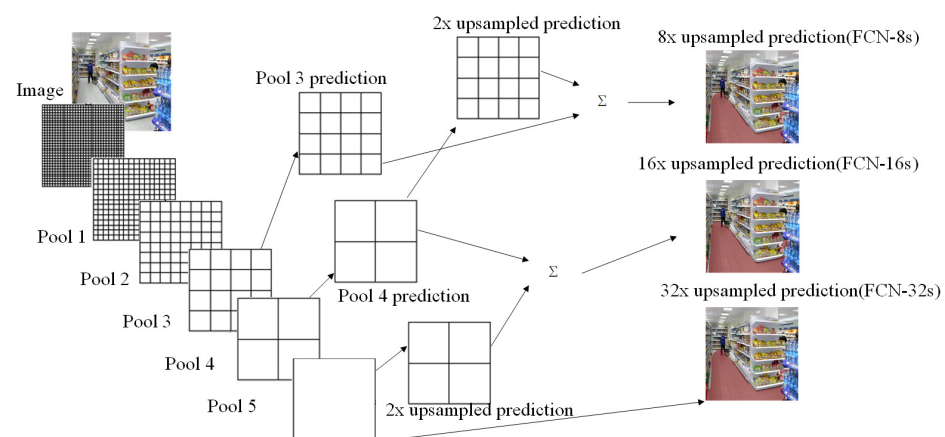 2x upsampled prediction
8x upsampled prediction(FCN-8s)
Pool 3 prediction
Image
Σ
16x upsampled prediction(FCN-16s)
Pool 1
Pool 2
Σ
Pool 4 prediction
32x upsampled prediction(FCN-32s)
Pool 3
Pool 4
Pool 5
2x upsampled prediction